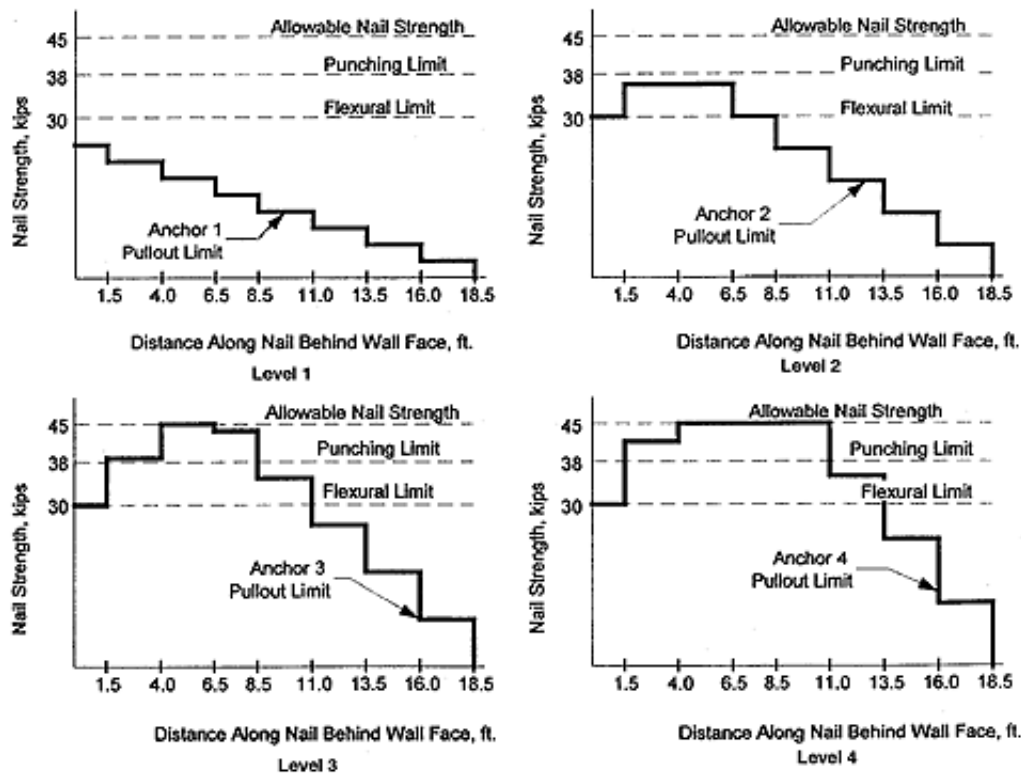 Allowable Nail Strength
45
Punching Limit
38
Flexural Limit
30
Nail Strength, kips
Anchor 1
Pullout Limit
1.5 4.0 6.5 8.5 11.0 13.5 16.0 18.5
Distance Along Nail Behind Wall Face, ft.
Level 1
Allowable Nail Strength
45
Punching Limit
38
Flexural Limit
30
Nail Strength, kips
Anchor 2
Pullout Limit
1.5 4.0 6.5 8.5 11.0 13.5 16.0 18.5
Distance Along Nail Behind Wall Face, ft.
Level 2
Allowable Nail Strength
45
Punching Limit
38
Flexural Limit
30
Nail Strength, kips
Anchor 3
Pullout Limit
1.5 4.0 6.5 8.5 11.0 13.5 16.0 18.5
Distance Along Nail Behind Wall Face, ft.
Level 3
Allowable Nail Strength
45
Punching Limit
38
Flexural Limit
30
Nail Strength, kips
Anchor 4
Pullout Limit
1.5 4.0 6.5 8.5 11.0 13.5 16.0 18.5
Distance Along Nail Behind Wall Face, ft.
Level 4